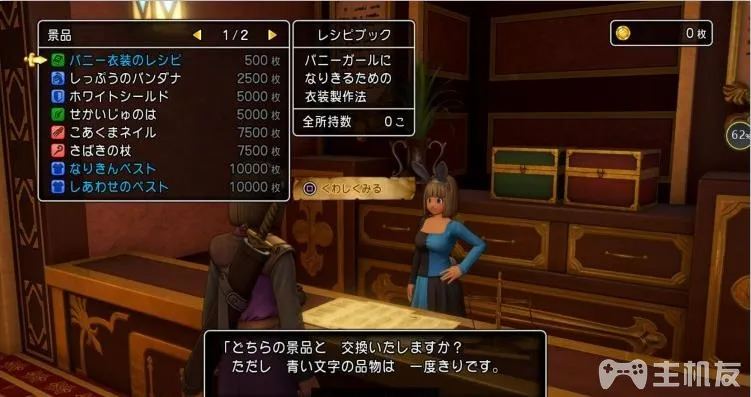 景品
1/2
バニー衣装のレシピ 500枚
しっぷうのバンダナ 2500枚
ホワイトシールド 5000枚
せかいじゅのは 5000枚
こあくまネイル 7500枚
さばきの杖 7500枚
なりきんベスト 10000枚
しあわせのベスト 10000枚
レシピブック
バニーガールに
なりきるための
衣装製作法
全所持数 0こ
0枚
62%
くわしくみる
「どちらの景品と 交換いたしますか？
ただし 青い文字の品物は 一度きりです。
主机友